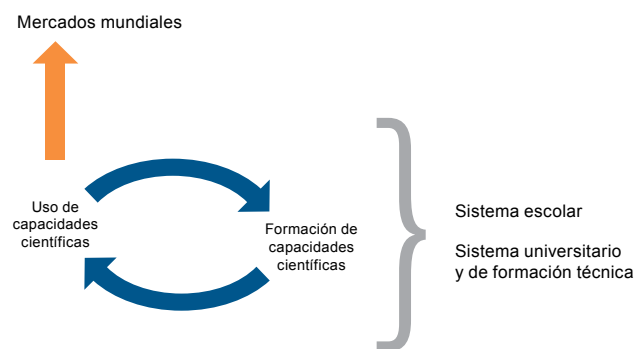 Mercados mundiales
Uso de
capacidades
científicas
Formación de
capacidades
científicas
Sistema escolar
Sistema universitario
y de formación técnica